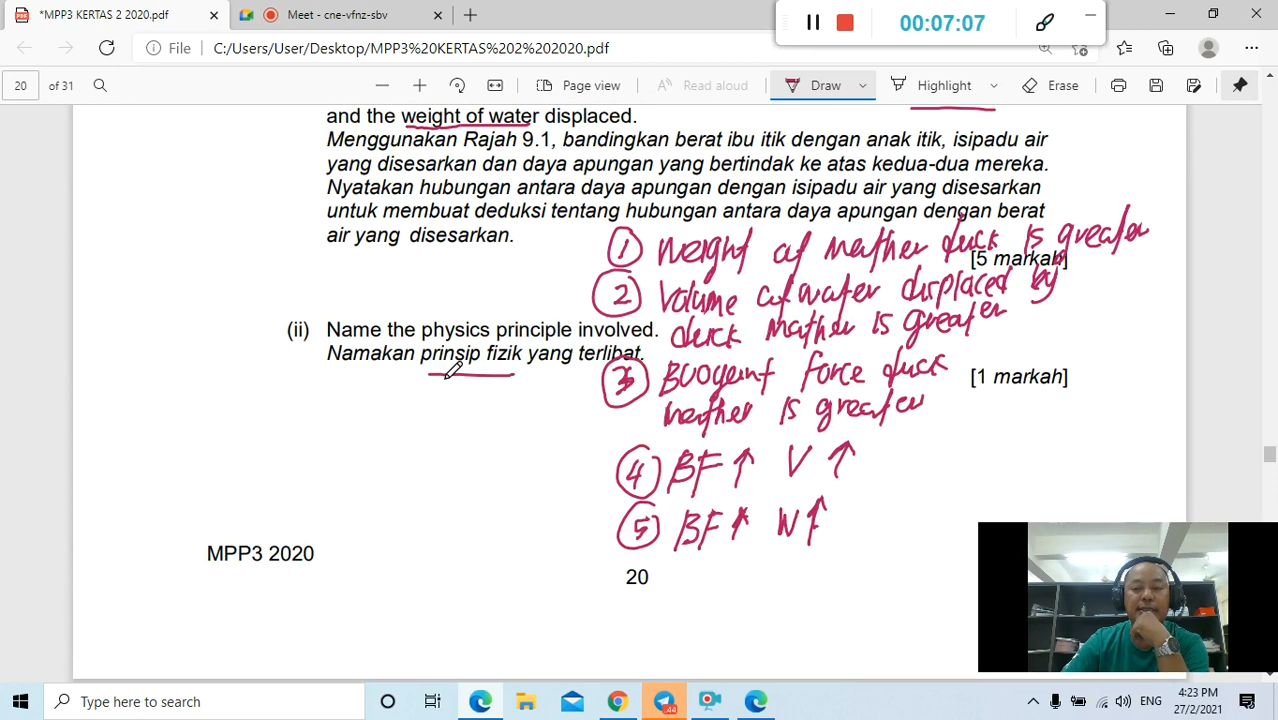 *MPP3 KERTAS 2 2020.pdf
Meet - cne-vfnz-sbv
00:07:07
File
C:/Users/User/Desktop/MPP3%20KERTAS%202%202020.pdf
20
of 31
Page view
Read aloud
Draw
Highlight
Erase
and the weight of water displaced.
Menggunakan Rajah 9.1, bandingkan berat ibu itik dengan anak itik, isipadu air
yang disesarkan dan daya apungan yang bertindak ke atas kedua-dua mereka.
Nyatakan hubungan antara daya apungan dengan isipadu air yang disesarkan
untuk membuat deduksi tentang hubungan antara daya apungan dengan berat
air yang disesarkan.
① Weight of mother duck is greater
[5 markah]
② Volume of water displaced by
duck mother is greater
(ii) Name the physics principle involved.
Namakan prinsip fizik yang terlibat.
③ Buoyant force duck
mother is greater
[1 markah]
④ BF ↑ V ↑
⑤ BF ↑ W ↑
MPP3 2020
20
Type here to search
44
ENG
4:23 PM
27/2/2021